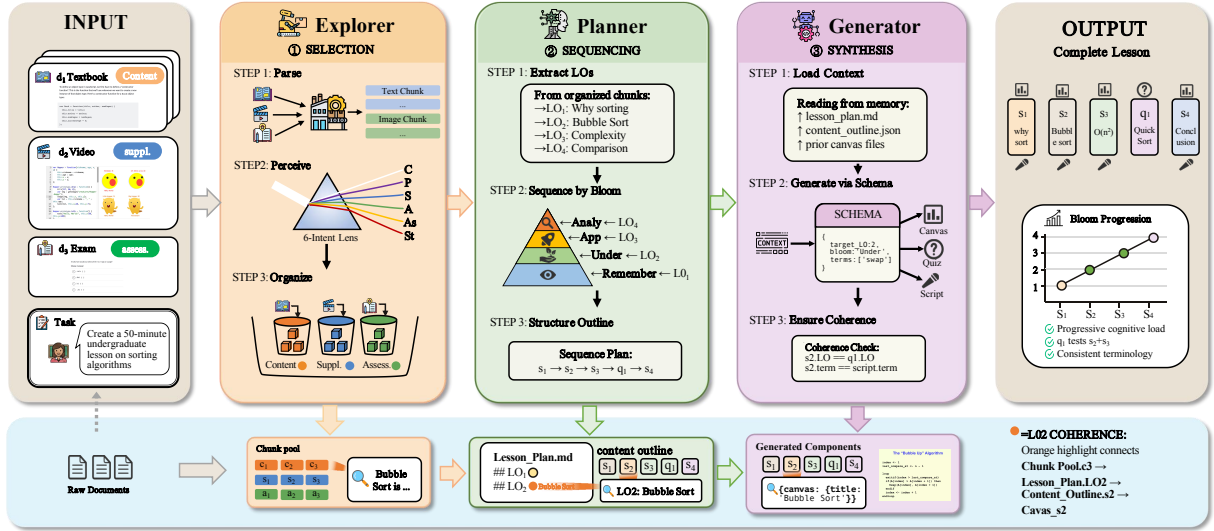 INPUT
d₁ Textbook
Content
d₂ Video
suppl.
d₃ Exam
assess.
Task
Create a 50-minute
undergraduate
lesson on sorting
algorithms
Explorer
① SELECTION
STEP 1: Parse
Text Chunk
...
Image Chunk
...
STEP2: Perceive
C
P
S
A
As
St
6-Intent Lens
STEP 3: Organize
Content
Suppl.
Assess.
Planner
② SEQUENCING
STEP 1: Extract LOs
From organized chunks:
→LO₁: Why sorting
→LO₂: Bubble Sort
→LO₃: Complexity
→LO₄: Comparison
STEP 2: Sequence by Bloom
←Analy ← LO₄
←App ← LO₃
←Under ← LO₂
←Remember ← L0₁
STEP 3: Structure Outline
Sequence Plan:
s₁ → s₂ → s₃ → q₁ → s₄
Generator
③ SYNTHESIS
STEP 1: Load Context
Reading from memory:
↑ lesson_plan.md
↑ content_outline.json
↑ prior canvas files
STEP 2: Generate via Schema
CONTEXT
SCHEMA
{
target_LO:2,
bloom:'Under',
terms:['swap']
}
Canvas
Quiz
Script
STEP 3: Ensure Coherence
Coherence Check:
s2.LO == q1.LO
s2.term == script.term
OUTPUT
Complete Lesson
S₁
why
sort
S₂
Bubbl
e sort
S₃
O(n²)
q₁
Quick
Sort
S₄
Concl
usion
Bloom Progression
4
3
2
1
S₁ S₂ S₃ S₄
Progressive cognitive load
q₁ tests s₂+s₃
Consistent terminology
Raw Documents
Chunk pool
c₁ c₂ c₃
s₁ s₂ s₃
a₁ a₂ a₃
Bubble
Sort is ...
Lesson_Plan.md
## LO₁
## LO₂ Bubble Sort
content outline
s₁ s₂ s₃ q₁ s₄
LO2: Bubble Sort
Generated Components
s₁ s₂ s₃ q₁ s₄
{canvas: {title:
'Bubble Sort'}}
The "Bubble Up" Algorithm
=L02 COHERENCE:
Orange highlight connects
Chunk Pool.c3 →
Lesson_Plan.LO2 →
Content_Outline.s2 →
Cavas_s2